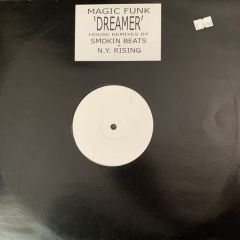 MAGIC FUNK
'DREAMER'
HOUSE REMIXES BY
SMOKIN BEATS
N.Y. RISING